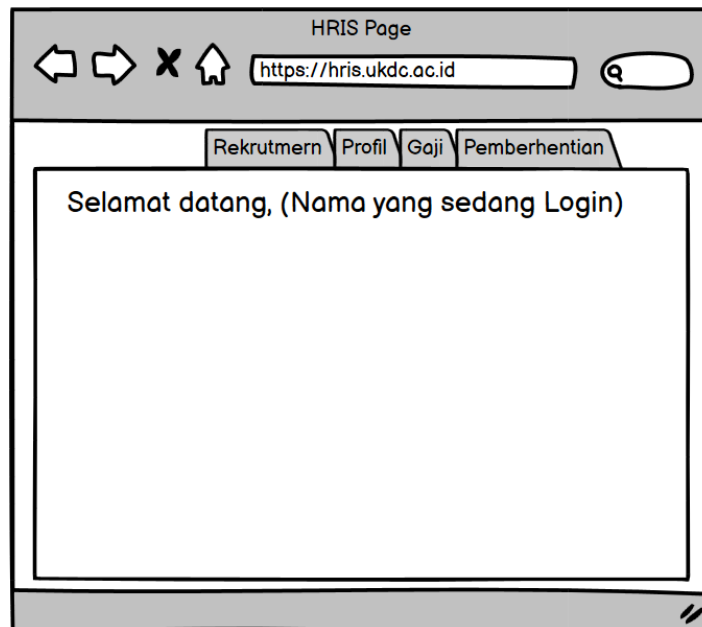 HRIS Page
https://hris.ukdc.ac.id
Rekrutmern Profil Gaji Pemberhentian
Selamat datang, (Nama yang sedang Login)